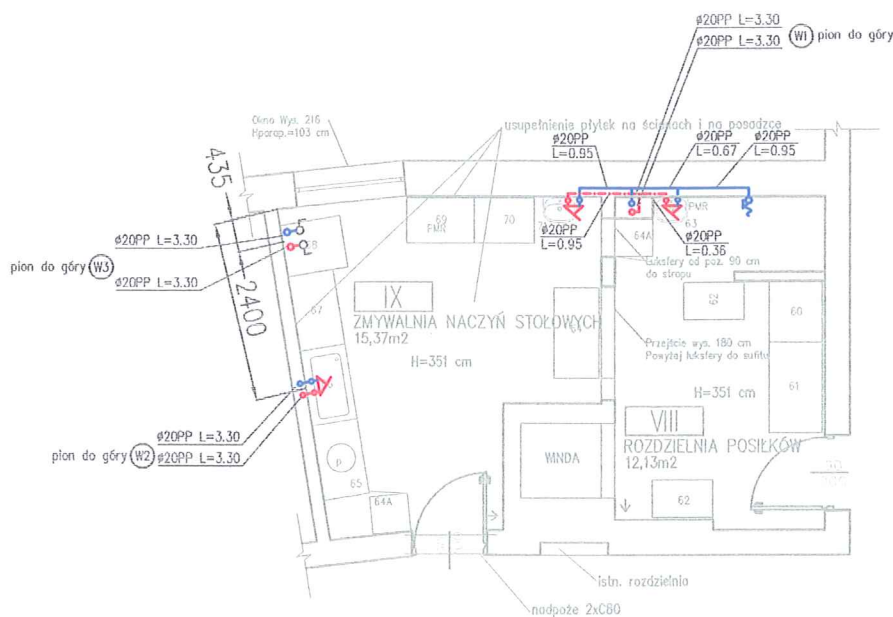 ø20PP L=3.30
ø20PP L=3.30
W1 pion do góry
Okno Wys. 216
Hparap.=103 cm
usupełnienie płytek na ścianach i na posadzce
ø20PP
L=0.95
ø20PP
L=0.67
ø20PP
L=0.95
435
2400
ø20PP L=3.30
pion do góry W3
ø20PP L=3.30
69
PMR
70
ø20PP
L=0.95
64A
ø20PP
L=0.36
PMR
63
luksfery od poz. 90 cm
do stropu
67
IX
ZMYWALNIA NACZYŃ STOŁOWYCH
15,37m2
H=351 cm
Przejście wys. 180 cm
Powyżej luksfery do sufitu
60
61
H=351 cm
VIII
ROZDZIELNIA POSIŁKÓW
12,13m2
ø20PP L=3.30
pion do góry W2 ø20PP L=3.30
P
65
64A
WINDA
62
istn. rozdzielnia
nadpoże 2xC80